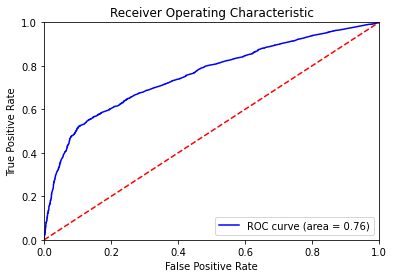 Receiver Operating Characteristic
True Positive Rate
1.0
0.8
0.6
0.4
0.2
0.0
0.0 0.2 0.4 0.6 0.8 1.0
False Positive Rate
ROC curve (area = 0.76)